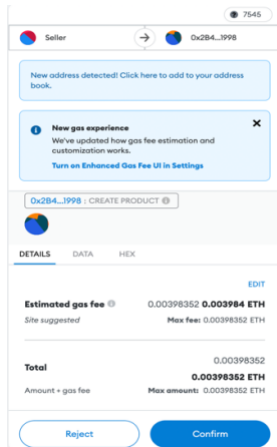 7545
Seller
0x2B4...1998
New address detected! Click here to add to your address
book.
New gas experience
We've updated how gas fee estimation and
customization works.
Turn on Enhanced Gas Fee UI in Settings
0x2B4...1998 : CREATE PRODUCT
DETAILS DATA HEX
EDIT
Estimated gas fee 0.00398352 0.003984 ETH
Site suggested Max fee: 0.00398352 ETH
0.00398352
Total
0.00398352 ETH
Amount + gas fee Max amount: 0.00398352 ETH
Reject Confirm